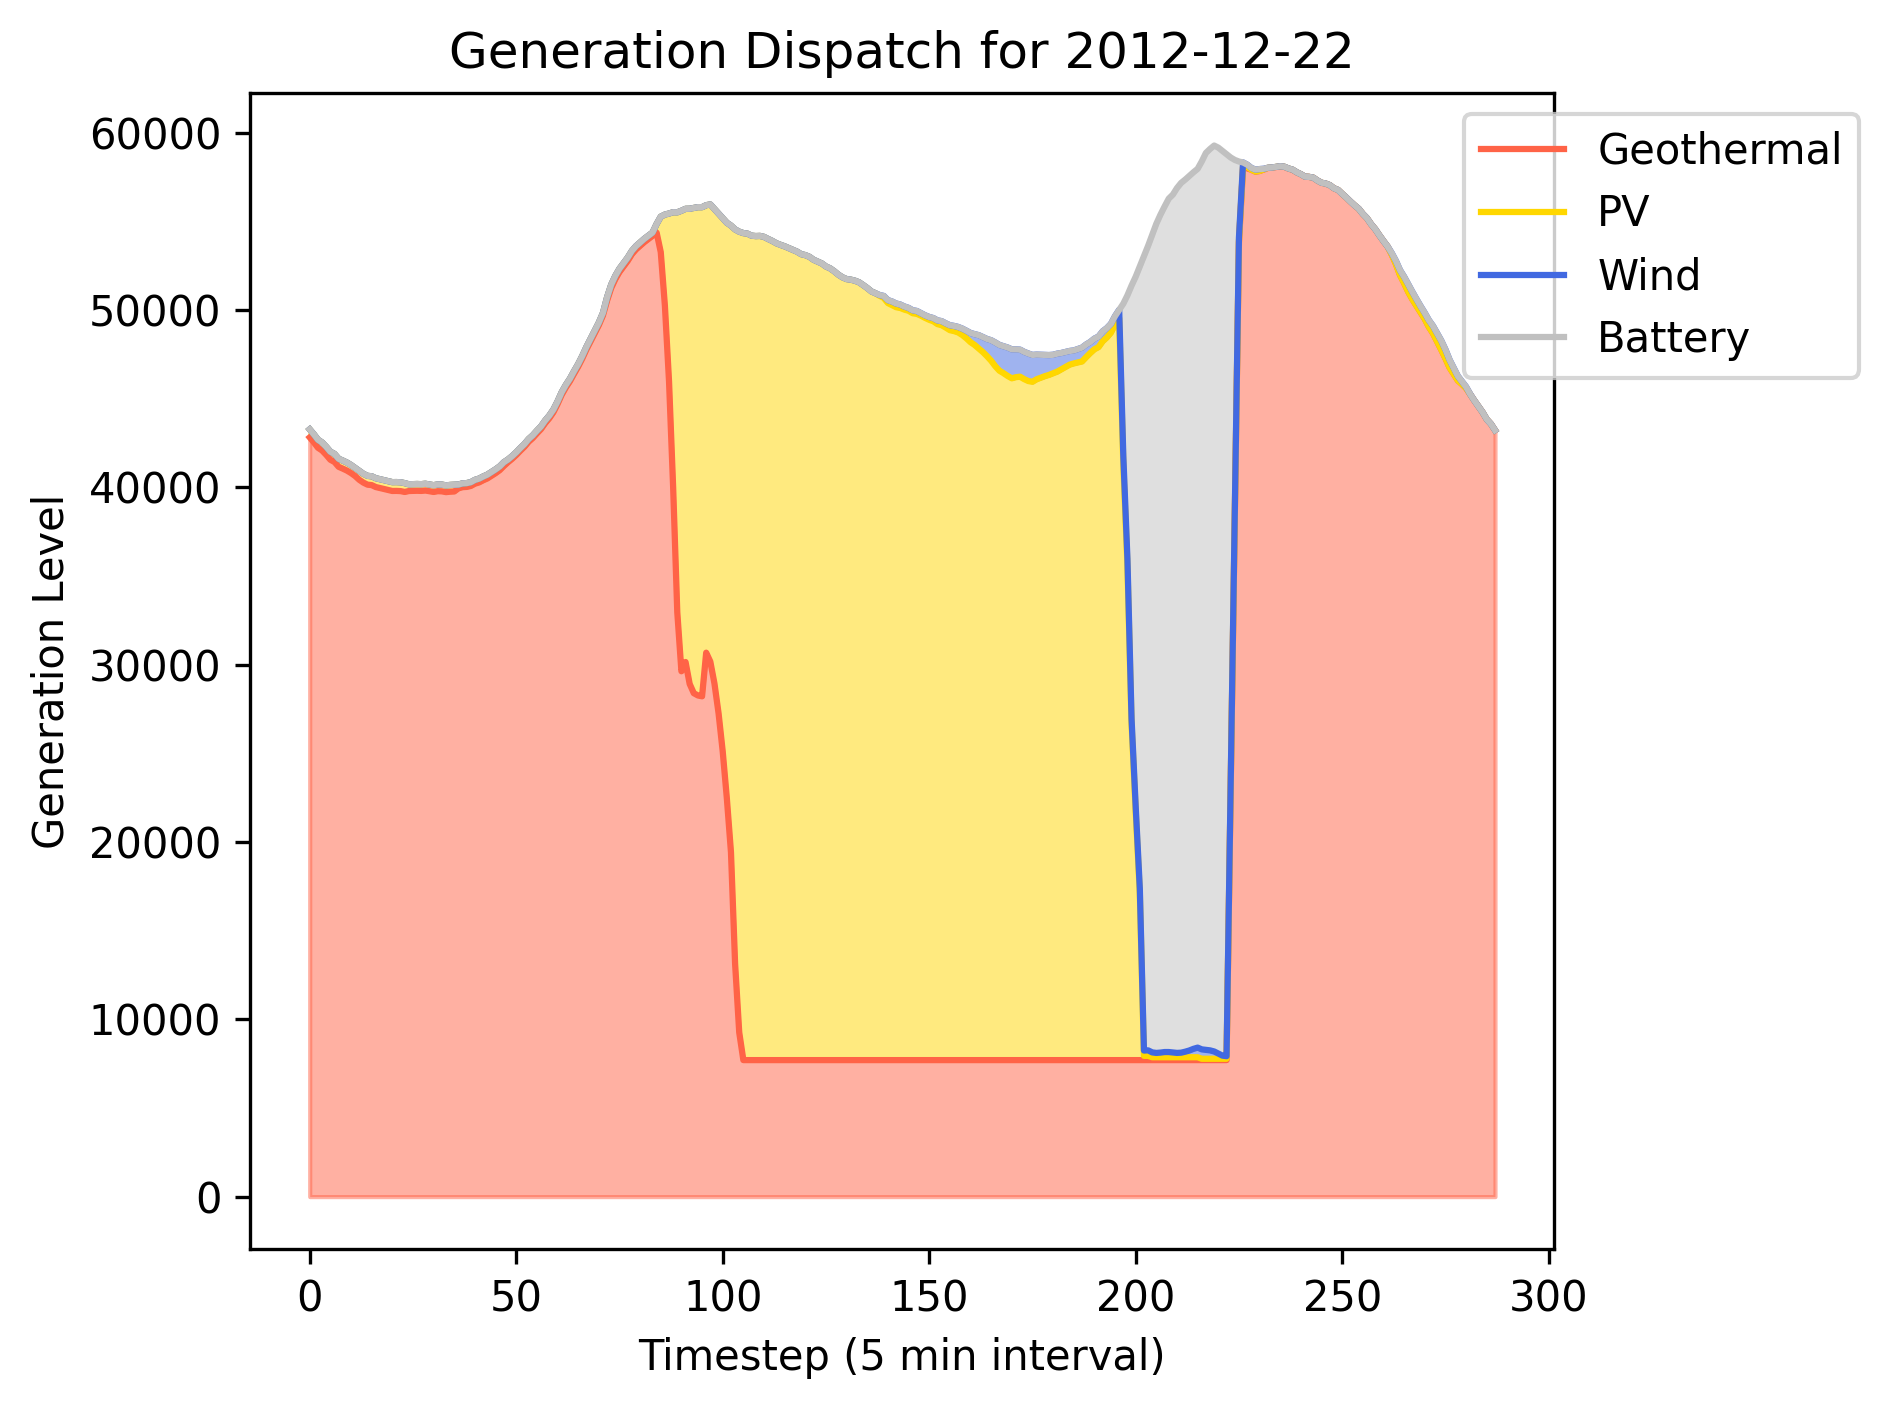 Generation Dispatch for 2012-12-22
60000
50000
40000
30000
20000
10000
0
Generation Level
0 50 100 150 200 250 300
Timestep (5 min interval)
Geothermal
PV
Wind
Battery